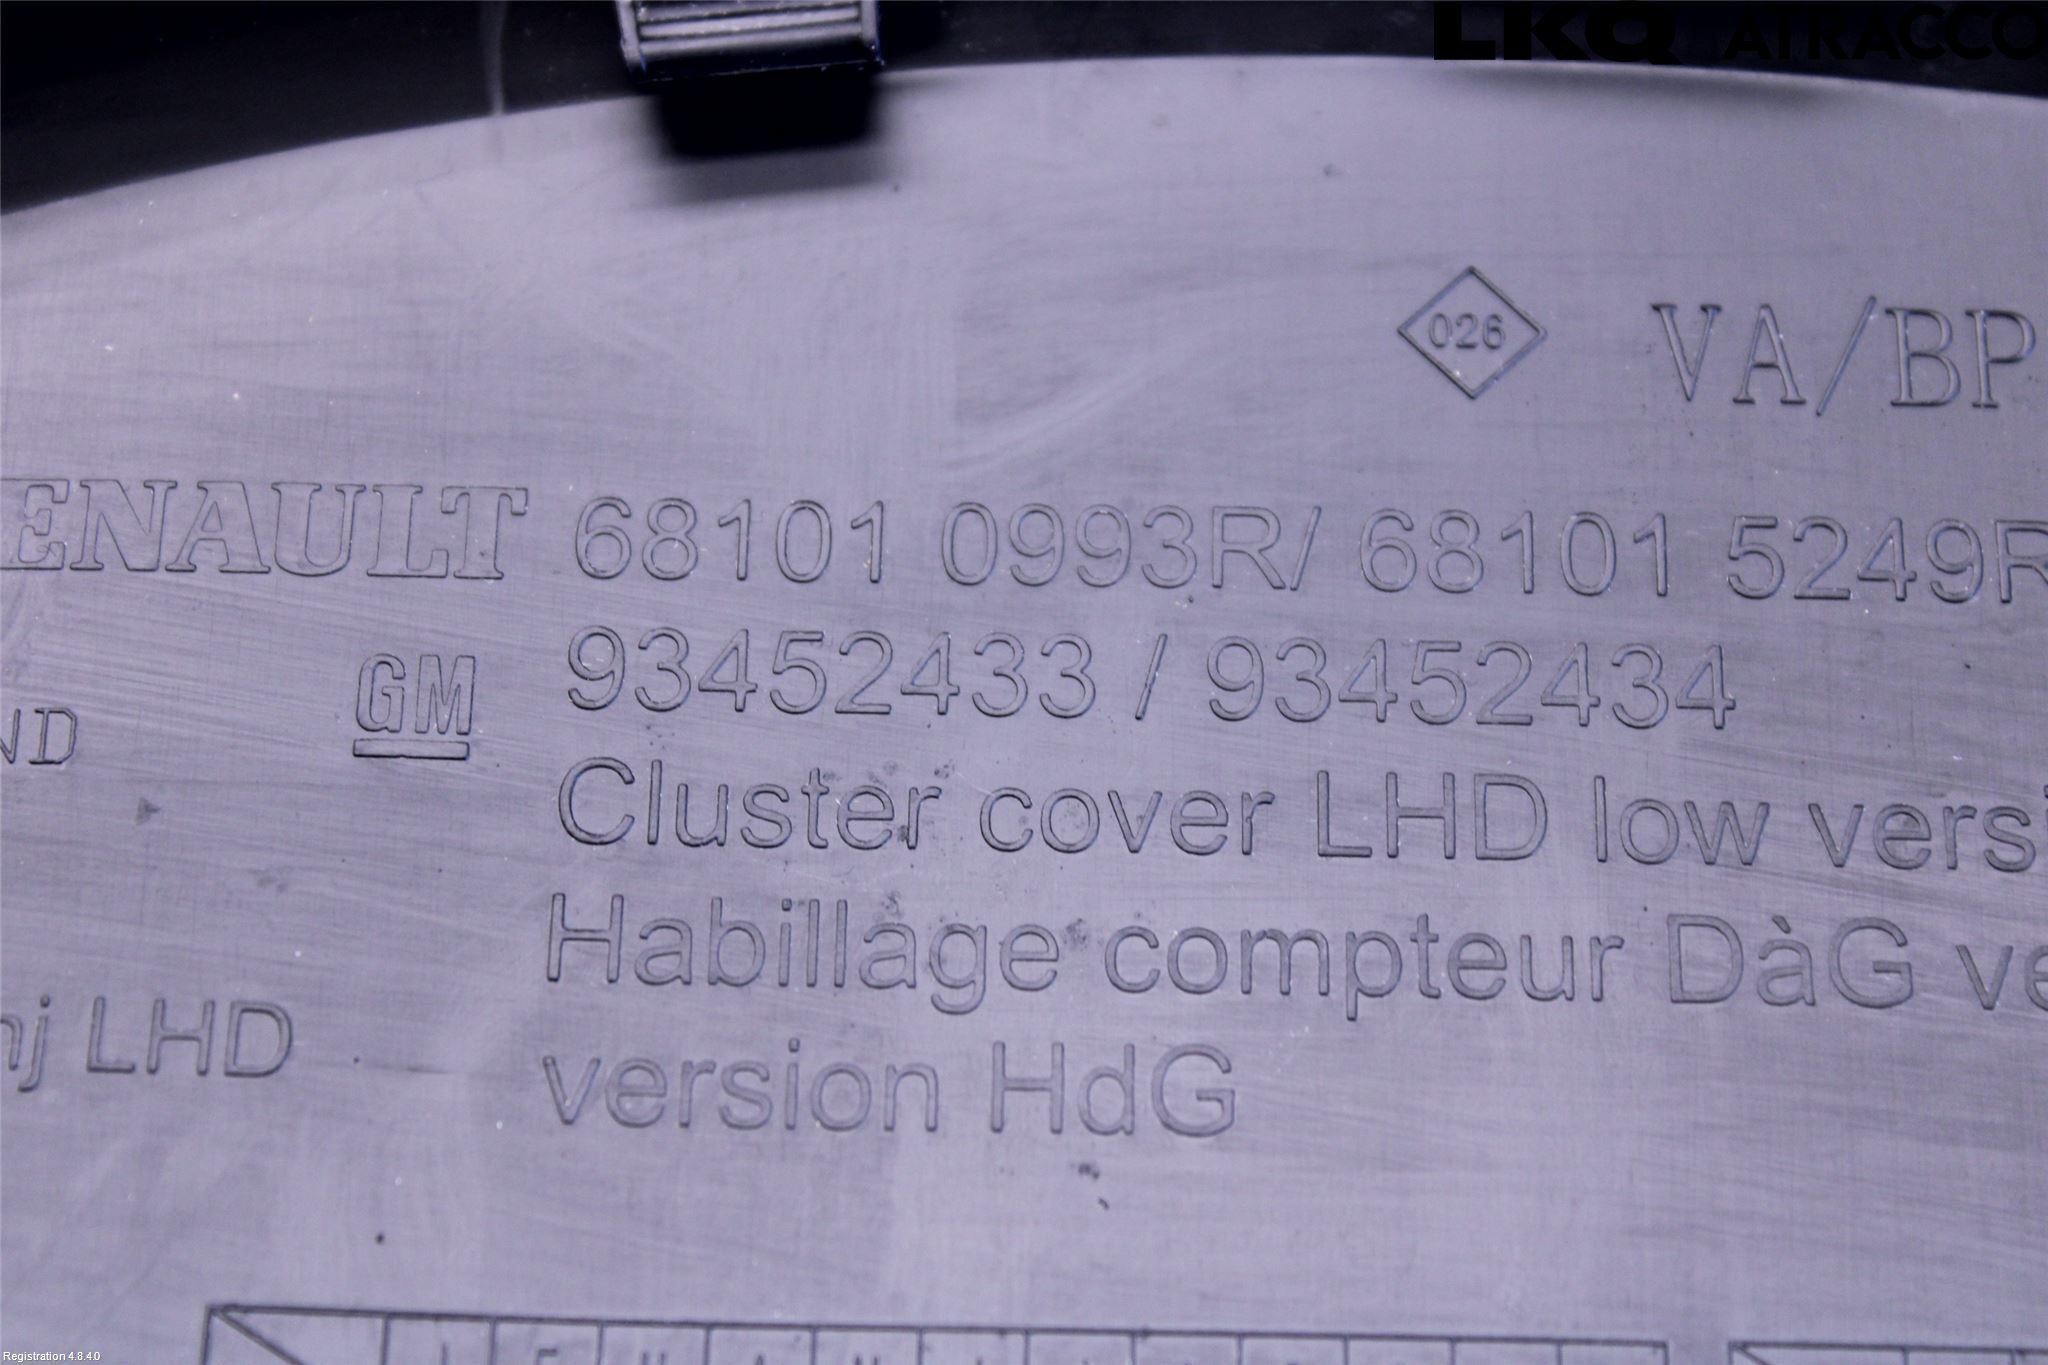 LKQ ATRACCO
026 VA/BP
ENAULT 68101 0993R/ 68101 5249R
GM 93452433 / 93452434
ND
Cluster cover LHD low versi
Habillage compteur DàG ve
nj LHD
version HdG
Registration 4.8.4.0